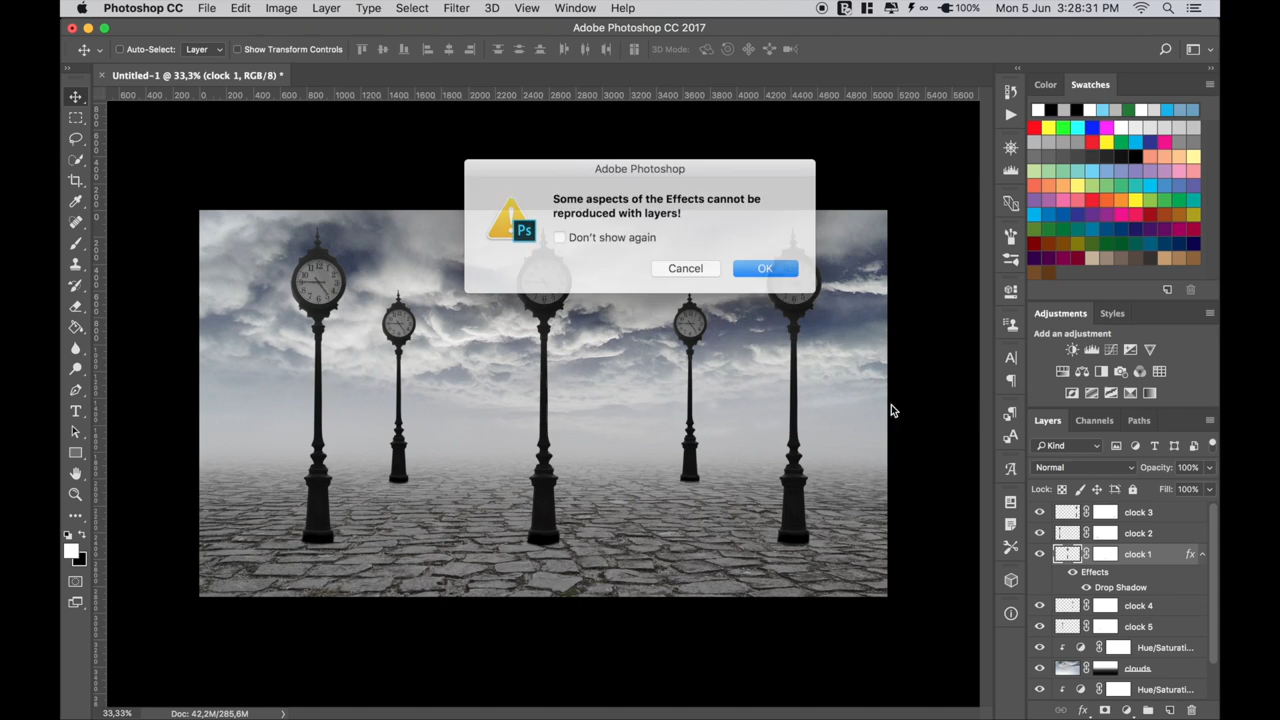 Photoshop CC File Edit Image Layer Type Select Filter 3D View Window Help 100% Mon 5 Jun 3:28:31 PM
Adobe Photoshop CC 2017
Auto-Select: Layer Show Transform Controls 3D Mode:
× Untitled-1 @ 33,3% (clock 1, RGB/8) *
600 400 200 0 200 400 600 800 1000 1200 1400 1600 1800 2000 2200 2400 2600 2800 3000 3200 3400 3600 3800 4000 4200 4400 4600 4800 5000 5200 5400 5600
Color Swatches
Adobe Photoshop
Some aspects of the Effects cannot be
reproduced with layers!
Ps
Don't show again
Cancel OK
Adjustments Styles
Add an adjustment
Layers Channels Paths
Kind
Normal Opacity: 100%
Lock: Fill: 100%
clock 3
clock 2
clock 1 fx
Effects
Drop Shadow
clock 4
clock 5
Hue/Saturati...
clouds
Hue/Saturati...
fx
33,33% Doc: 42,2M/285,6M